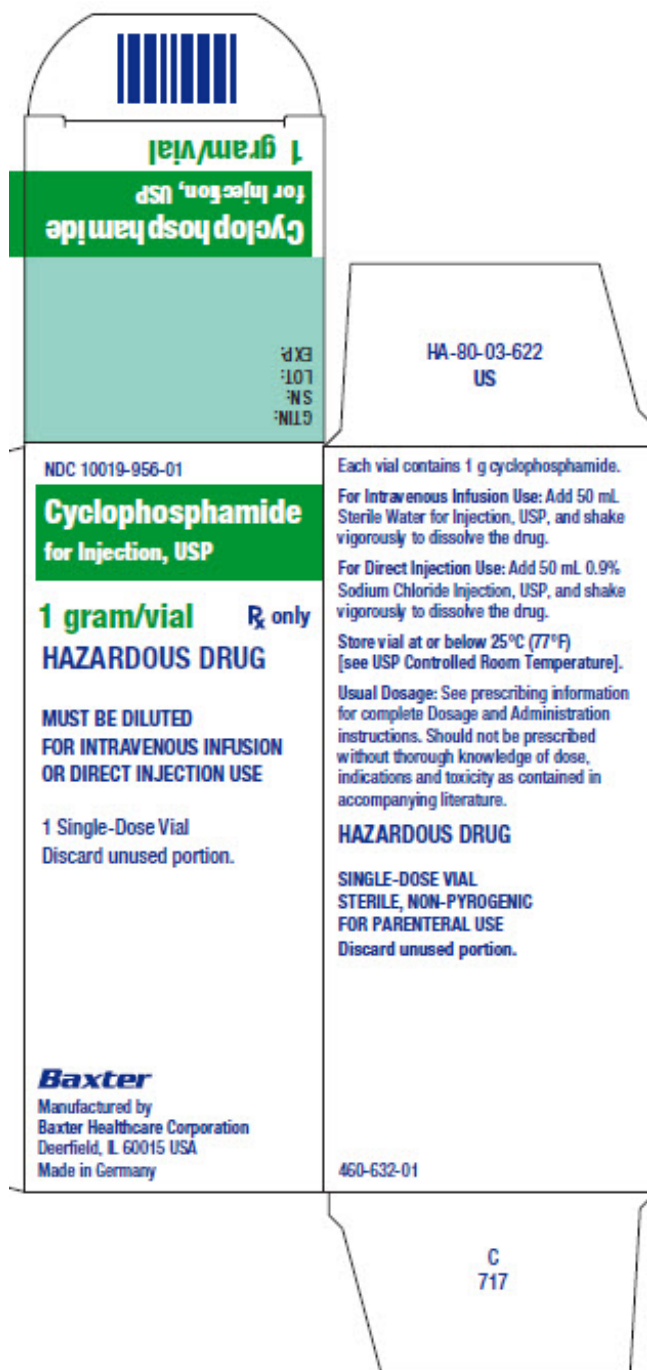 1 gram/vial
for Injection, USP
Cyclophosphamide
EXP:
LOT:
SN:
GTIN:
HA-80-03-622
US
NDC 10019-956-01
Cyclophosphamide
for Injection, USP
1 gram/vial
Rx only
HAZARDOUS DRUG
MUST BE DILUTED
FOR INTRAVENOUS INFUSION
OR DIRECT INJECTION USE
1 Single-Dose Vial
Discard unused portion.
Baxter
Manufactured by
Baxter Healthcare Corporation
Deerfield, IL 60015 USA
Made in Germany
Each vial contains 1 g cyclophosphamide.
For Intravenous Infusion Use: Add 50 mL
Sterile Water for Injection, USP, and shake
vigorously to dissolve the drug.
For Direct Injection Use: Add 50 mL 0.9%
Sodium Chloride Injection, USP, and shake
vigorously to dissolve the drug.
Store vial at or below 25°C (77°F)
[see USP Controlled Room Temperature].
Usual Dosage: See prescribing information
for complete Dosage and Administration
instructions. Should not be prescribed
without thorough knowledge of dose,
indications and toxicity as contained in
accompanying literature.
HAZARDOUS DRUG
SINGLE-DOSE VIAL
STERILE, NON-PYROGENIC
FOR PARENTERAL USE
Discard unused portion.
460-632-01
C
717